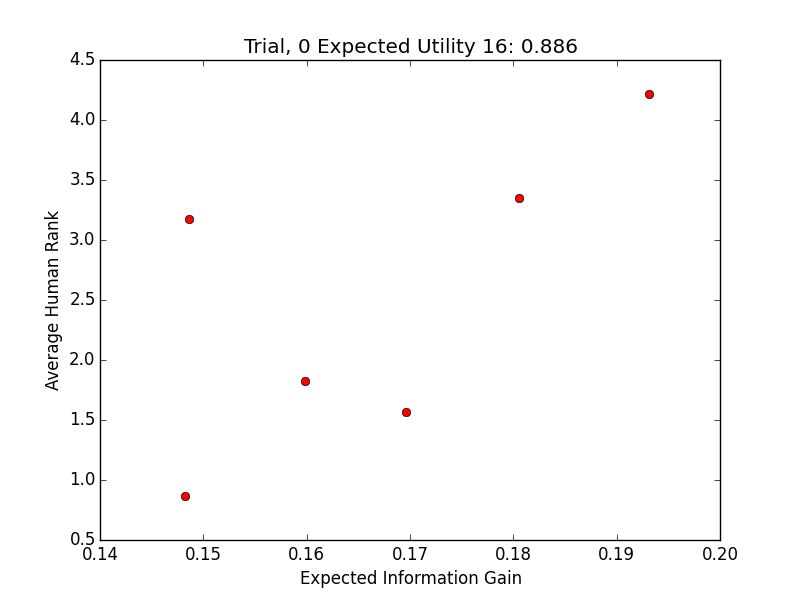 Trial, 0 Expected Utility 16: 0.886
4.5
4.0
3.5
3.0
2.5
2.0
1.5
1.0
0.5
Average Human Rank
0.14 0.15 0.16 0.17 0.18 0.19 0.20
Expected Information Gain